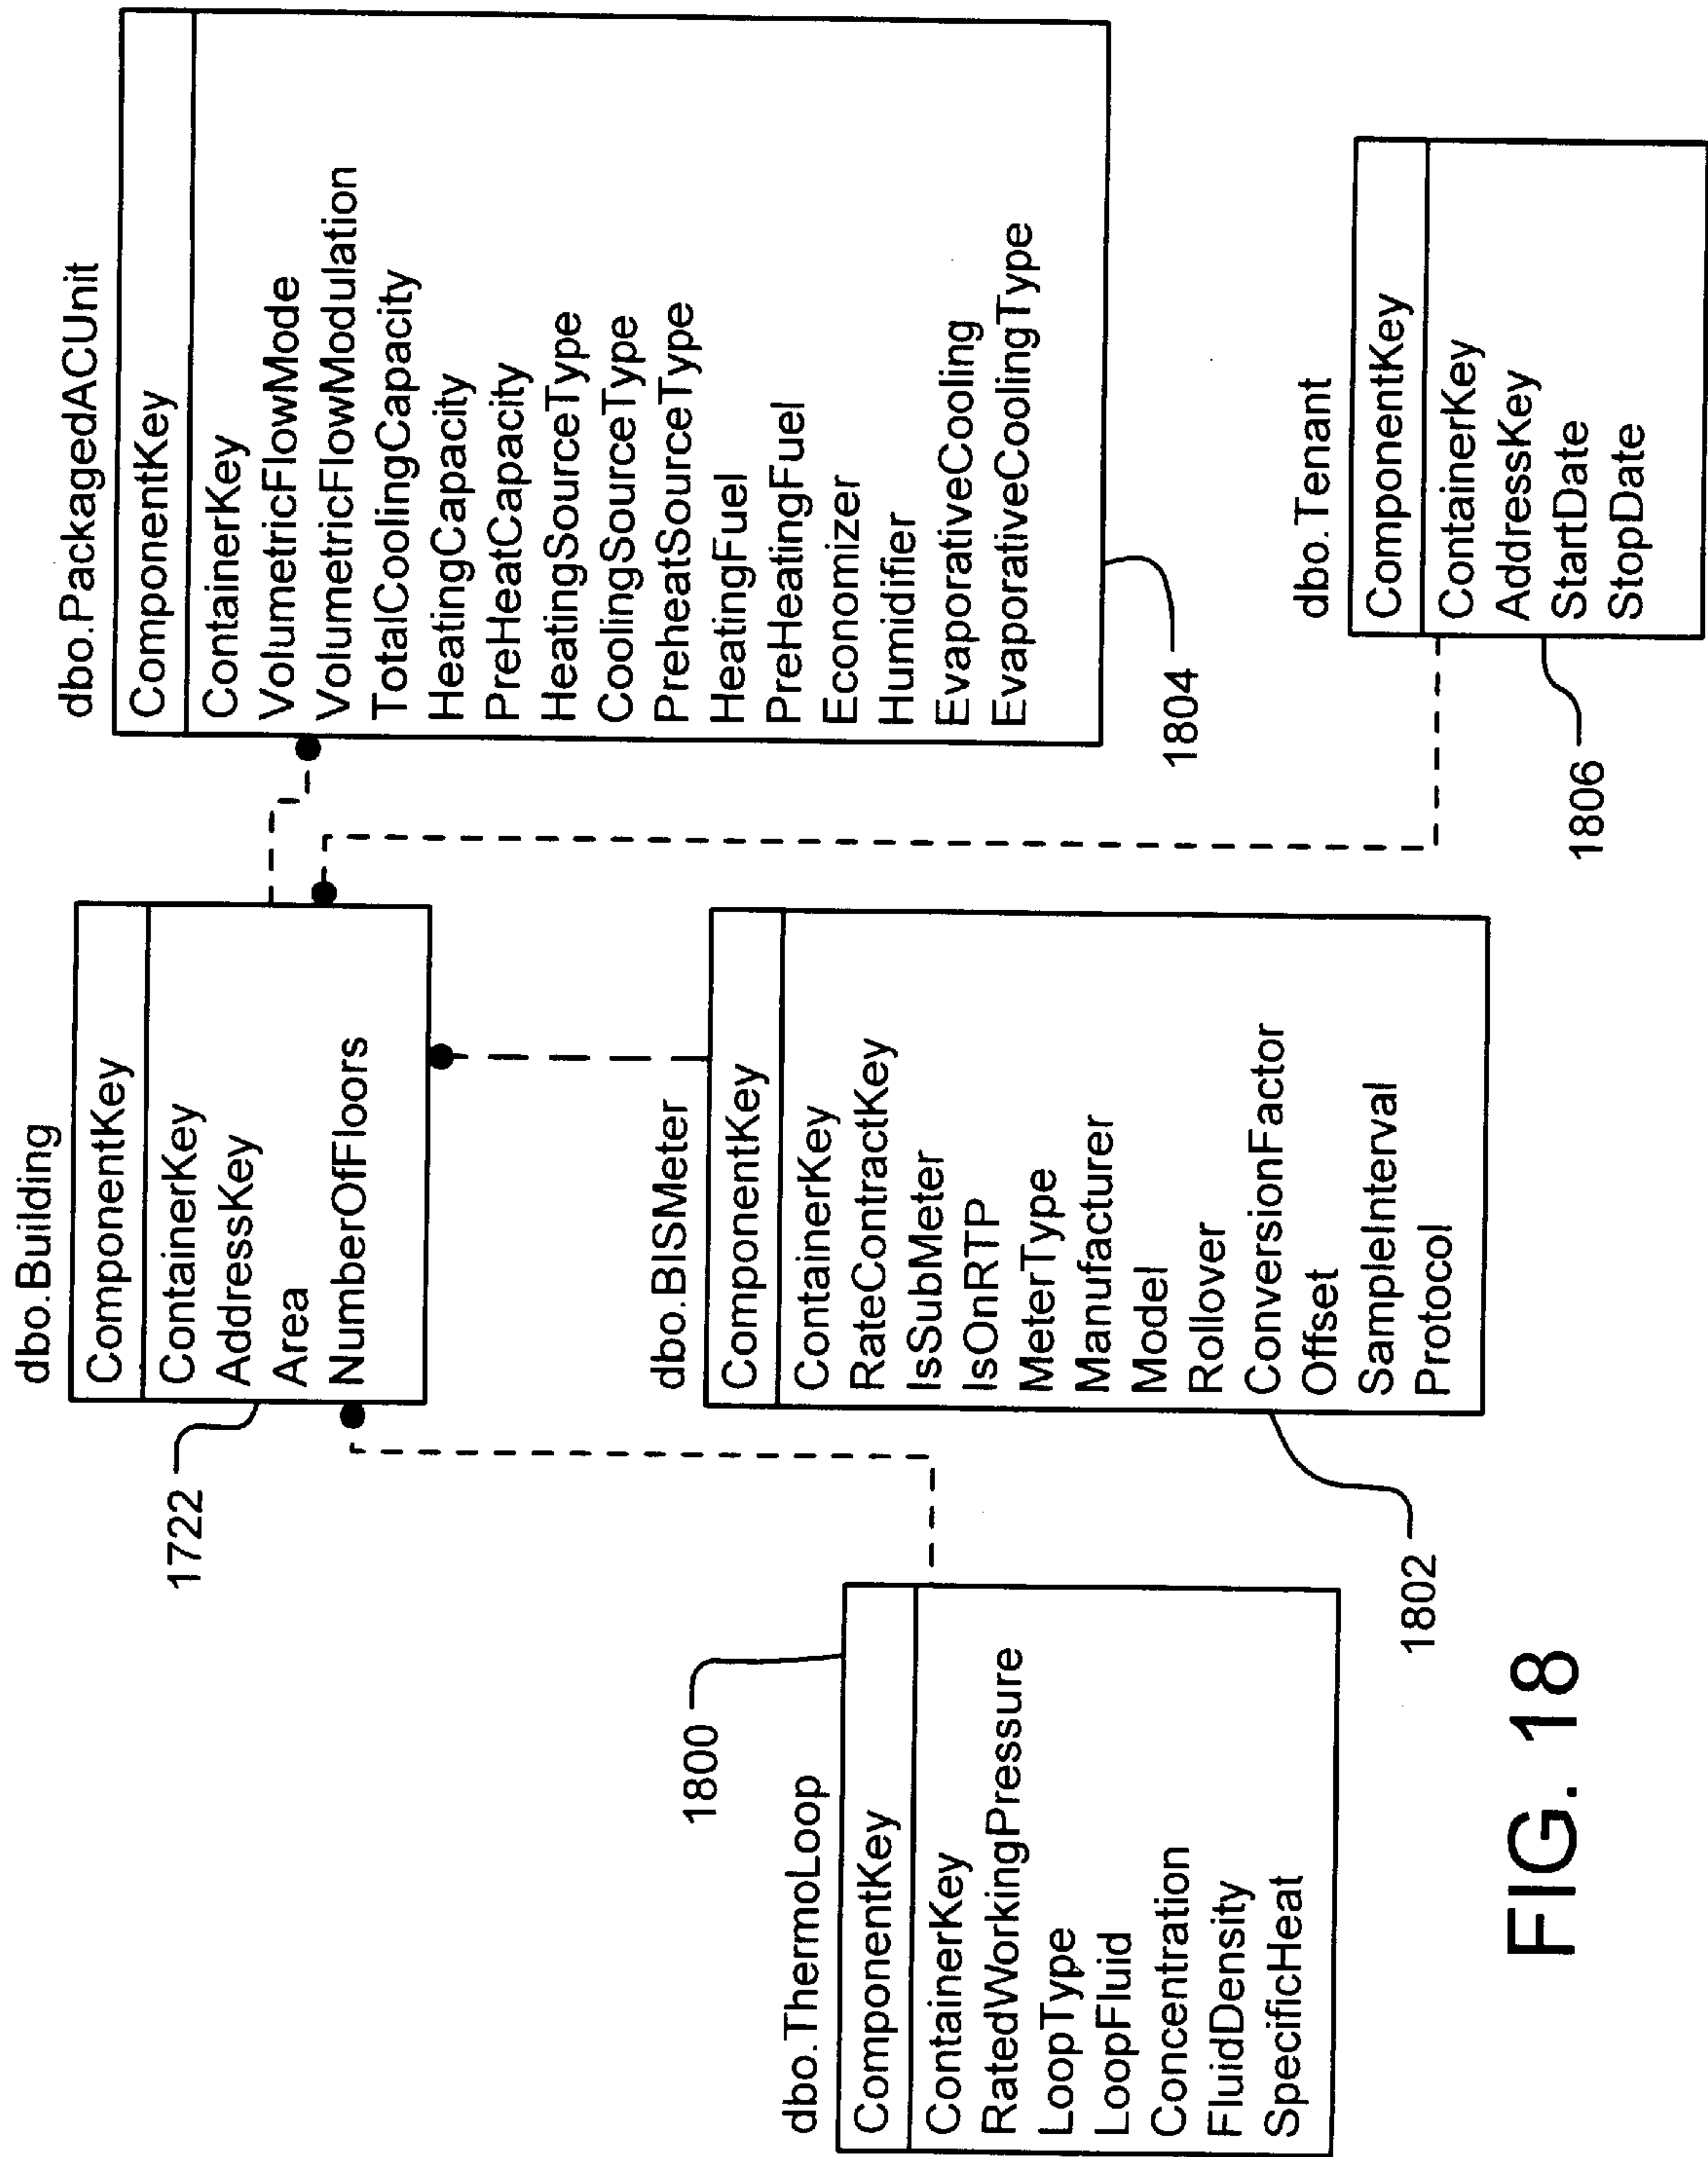 dbo.Building
ComponentKey
ContainerKey
AddressKey
Area
NumberOfFloors
1722
dbo.PackagedACUnit
ComponentKey
ContainerKey
VolumetricFlowMode
VolumetricFlowModulation
TotalCoolingCapacity
HeatingCapacity
PreHeatCapacity
HeatingSourceType
CoolingSourceType
PreheatSourceType
HeatingFuel
PreHeatingFuel
Economizer
Humidifier
EvaporativeCooling
EvaporativeCoolingType
1804
dbo.ThermoLoop
ComponentKey
ContainerKey
RatedWorkingPressure
LoopType
LoopFluid
Concentration
FluidDensity
SpecificHeat
1800
dbo.BISMeter
ComponentKey
ContainerKey
RateContractKey
IsSubMeter
IsOnRTP
MeterType
Manufacturer
Model
Rollover
ConversionFactor
Offset
SampleInterval
Protocol
1802
dbo.Tenant
ComponentKey
ContainerKey
AddressKey
StartDate
StopDate
1806
FIG. 18